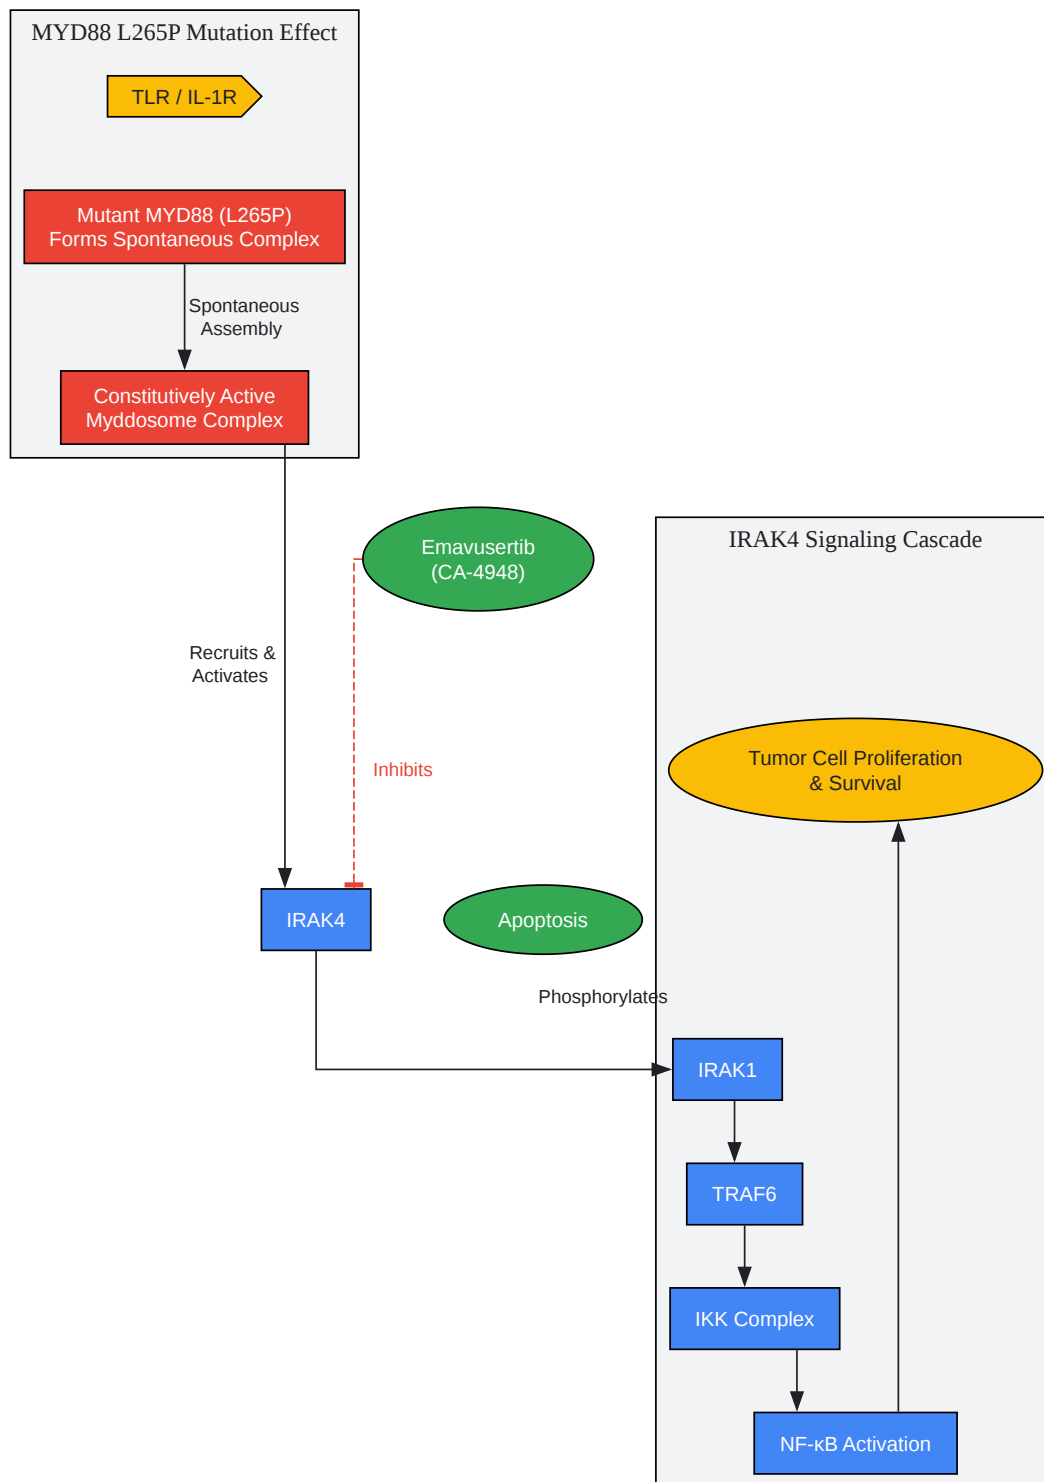 MYD88 L265P Mutation Effect
TLR / IL-1R
Mutant MYD88 (L265P)
Forms Spontaneous Complex
Spontaneous
Assembly
Constitutively Active
Myddosome Complex
Emavusertib
(CA-4948)
IRAK4 Signaling Cascade
Recruits &
Activates
Inhibits
Tumor Cell Proliferation
& Survival
IRAK4
Apoptosis
Phosphorylates
IRAK1
TRAF6
IKK Complex
NF-κB Activation